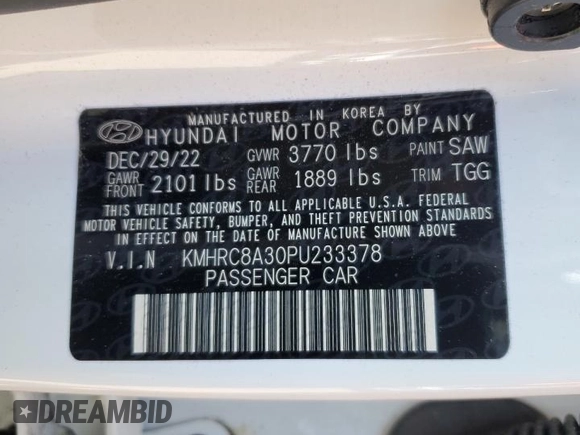 MANUFACTURED IN KOREA BY
HYUNDAI MOTOR COMPANY
DEC/29/22 GVWR 3770 lbs PAINT SAW
GAWR FRONT 2101 lbs GAWR REAR 1889 lbs TRIM TGG
THIS VEHICLE CONFORMS TO ALL APPLICABLE U.S.A. FEDERAL
MOTOR VEHICLE SAFETY, BUMPER, AND THEFT PREVENTION STANDARDS
IN EFFECT ON THE DATE OF MANUFACTURE SHOWN ABOVE
V.I.N KMHRC8A30PU233378
PASSENGER CAR
DREAMBID